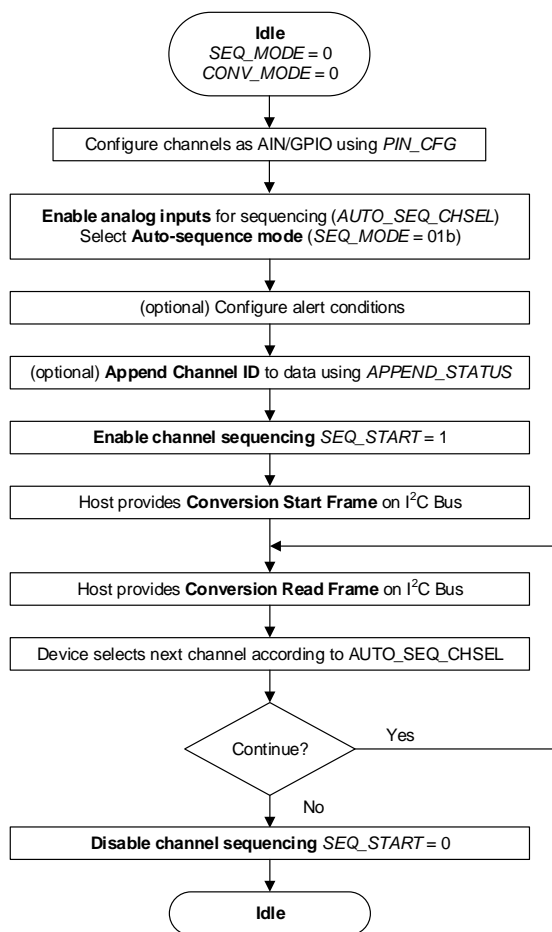 Idle
SEQ_MODE = 0
CONV_MODE = 0
Configure channels as AIN/GPIO using PIN_CFG
Enable analog inputs for sequencing (AUTO_SEQ_CHSEL)
Select Auto-sequence mode (SEQ_MODE = 01b)
(optional) Configure alert conditions
(optional) Append Channel ID to data using APPEND_STATUS
Enable channel sequencing SEQ_START = 1
Host provides Conversion Start Frame on I²C Bus
Host provides Conversion Read Frame on I²C Bus
Device selects next channel according to AUTO_SEQ_CHSEL
Continue?
Yes
No
Disable channel sequencing SEQ_START = 0
Idle